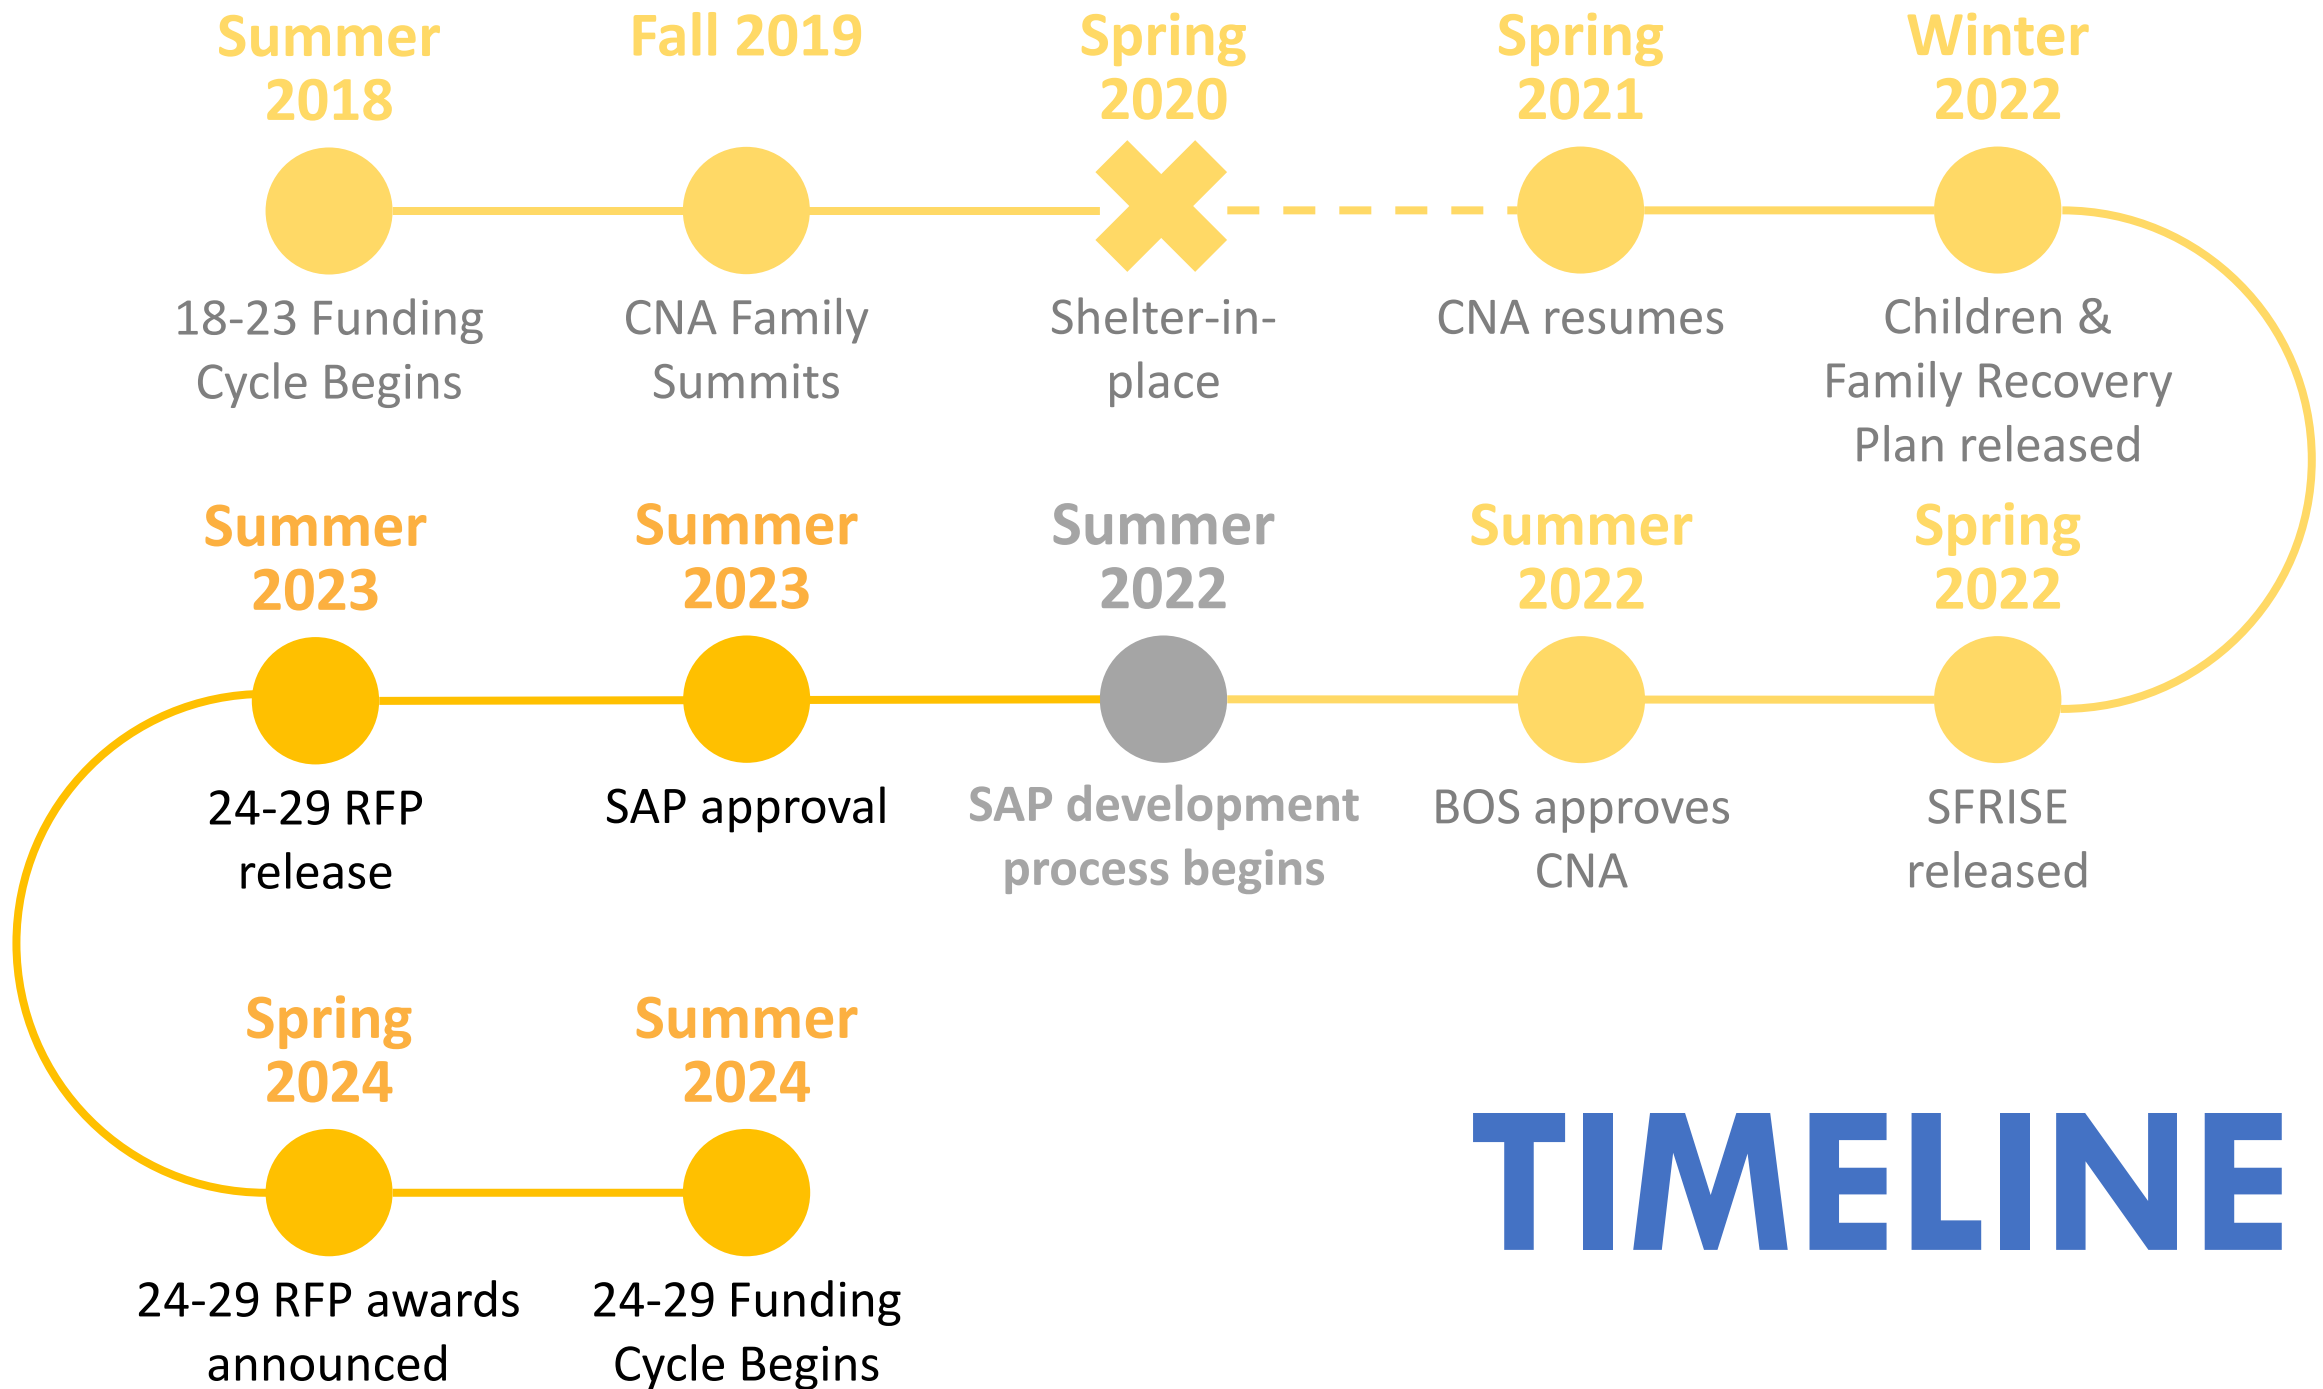 Summer
2018
18-23 Funding
Cycle Begins
Fall 2019
CNA Family
Summits
Spring
2020
Shelter-in-
place
Spring
2021
CNA resumes
Winter
2022
Children &
Family Recovery
Plan released
Spring
2022
SFRISE
released
Summer
2022
BOS approves
CNA
Summer
2022
SAP development
process begins
Summer
2023
SAP approval
Summer
2023
24-29 RFP
release
Spring
2024
24-29 RFP awards
announced
Summer
2024
24-29 Funding
Cycle Begins
TIMELINE